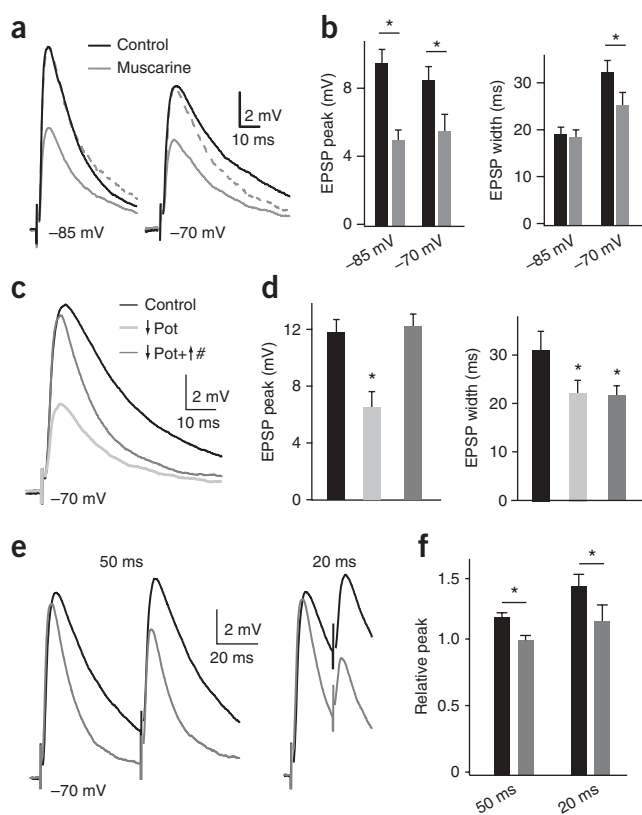 a
Control
Muscarine
2 mV
10 ms
–85 mV
–70 mV
b
EPSP peak (mV)
8
4
0
*
*
–85 mV
–70 mV
EPSP width (ms)
30
20
10
0
*
–85 mV
–70 mV
c
Control
↓Pot
↓Pot+↑#
2 mV
10 ms
–70 mV
d
EPSP peak (mV)
12
8
4
0
*
EPSP width (ms)
30
20
10
0
*
*
e
50 ms
20 ms
2 mV
20 ms
–70 mV
f
Relative peak
1.5
1.0
0.5
0
*
*
50 ms
20 ms